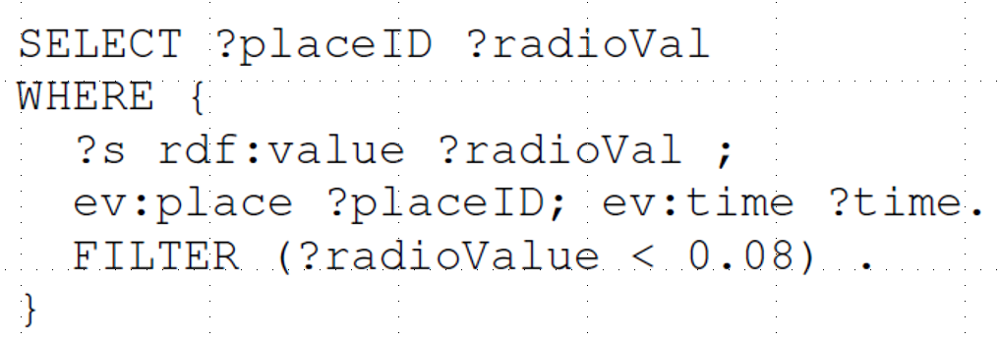 SELECT ?placeID ?radioVal
WHERE {
?s rdf:value ?radioVal ;
ev:place ?placeID; ev:time ?time.
FILTER (?radioValue < 0.08) .
}